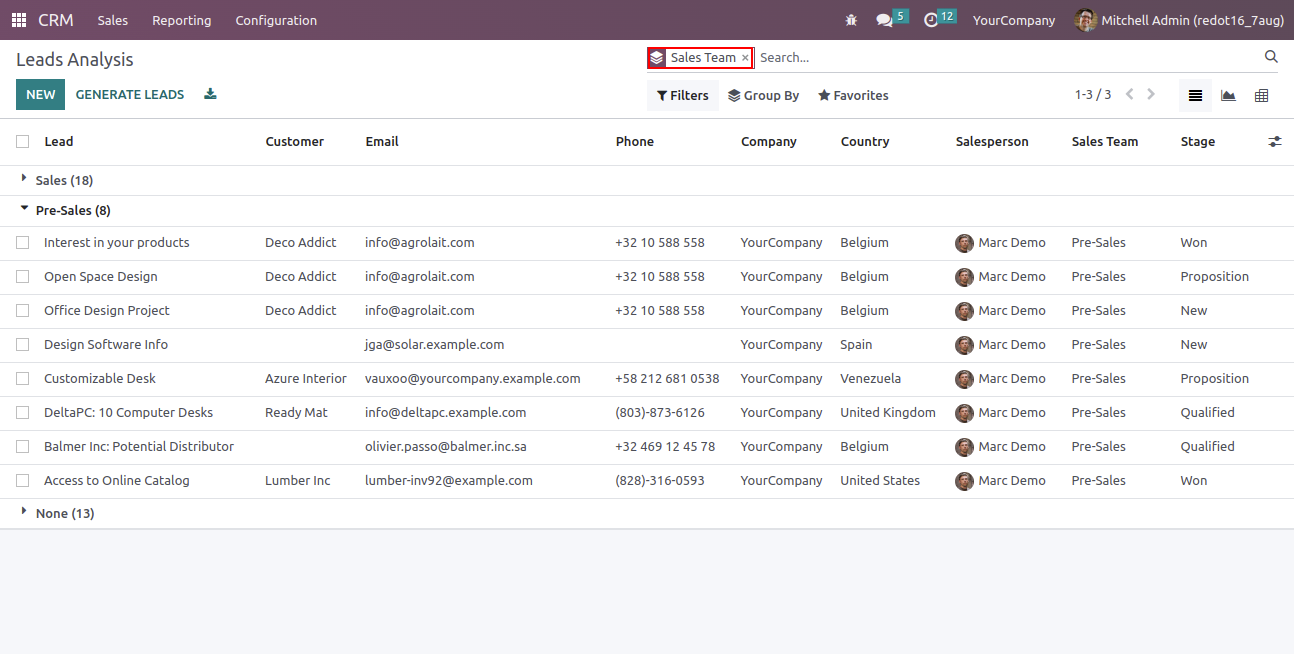 CRM Sales Reporting Configuration 5 12 YourCompany Mitchell Admin (redot16_7aug)
Leads Analysis Sales Team × Search...
NEW GENERATE LEADS Filters Group By Favorites 1-3 / 3
Lead Customer Email Phone Company Country Salesperson Sales Team Stage
Sales (18)
Pre-Sales (8)
Interest in your products Deco Addict info@agrolait.com +32 10 588 558 YourCompany Belgium Marc Demo Pre-Sales Won
Open Space Design Deco Addict info@agrolait.com +32 10 588 558 YourCompany Belgium Marc Demo Pre-Sales Proposition
Office Design Project Deco Addict info@agrolait.com +32 10 588 558 YourCompany Belgium Marc Demo Pre-Sales New
Design Software Info jga@solar.example.com YourCompany Spain Marc Demo Pre-Sales New
Customizable Desk Azure Interior vauxoo@yourcompany.example.com +58 212 681 0538 YourCompany Venezuela Marc Demo Pre-Sales Proposition
DeltaPC: 10 Computer Desks Ready Mat info@deltapc.example.com (803)-873-6126 YourCompany United Kingdom Marc Demo Pre-Sales Qualified
Balmer Inc: Potential Distributor olivier.passo@balmer.inc.sa +32 469 12 45 78 YourCompany Belgium Marc Demo Pre-Sales Qualified
Access to Online Catalog Lumber Inc lumber-inv92@example.com (828)-316-0593 YourCompany United States Marc Demo Pre-Sales Won
None (13)